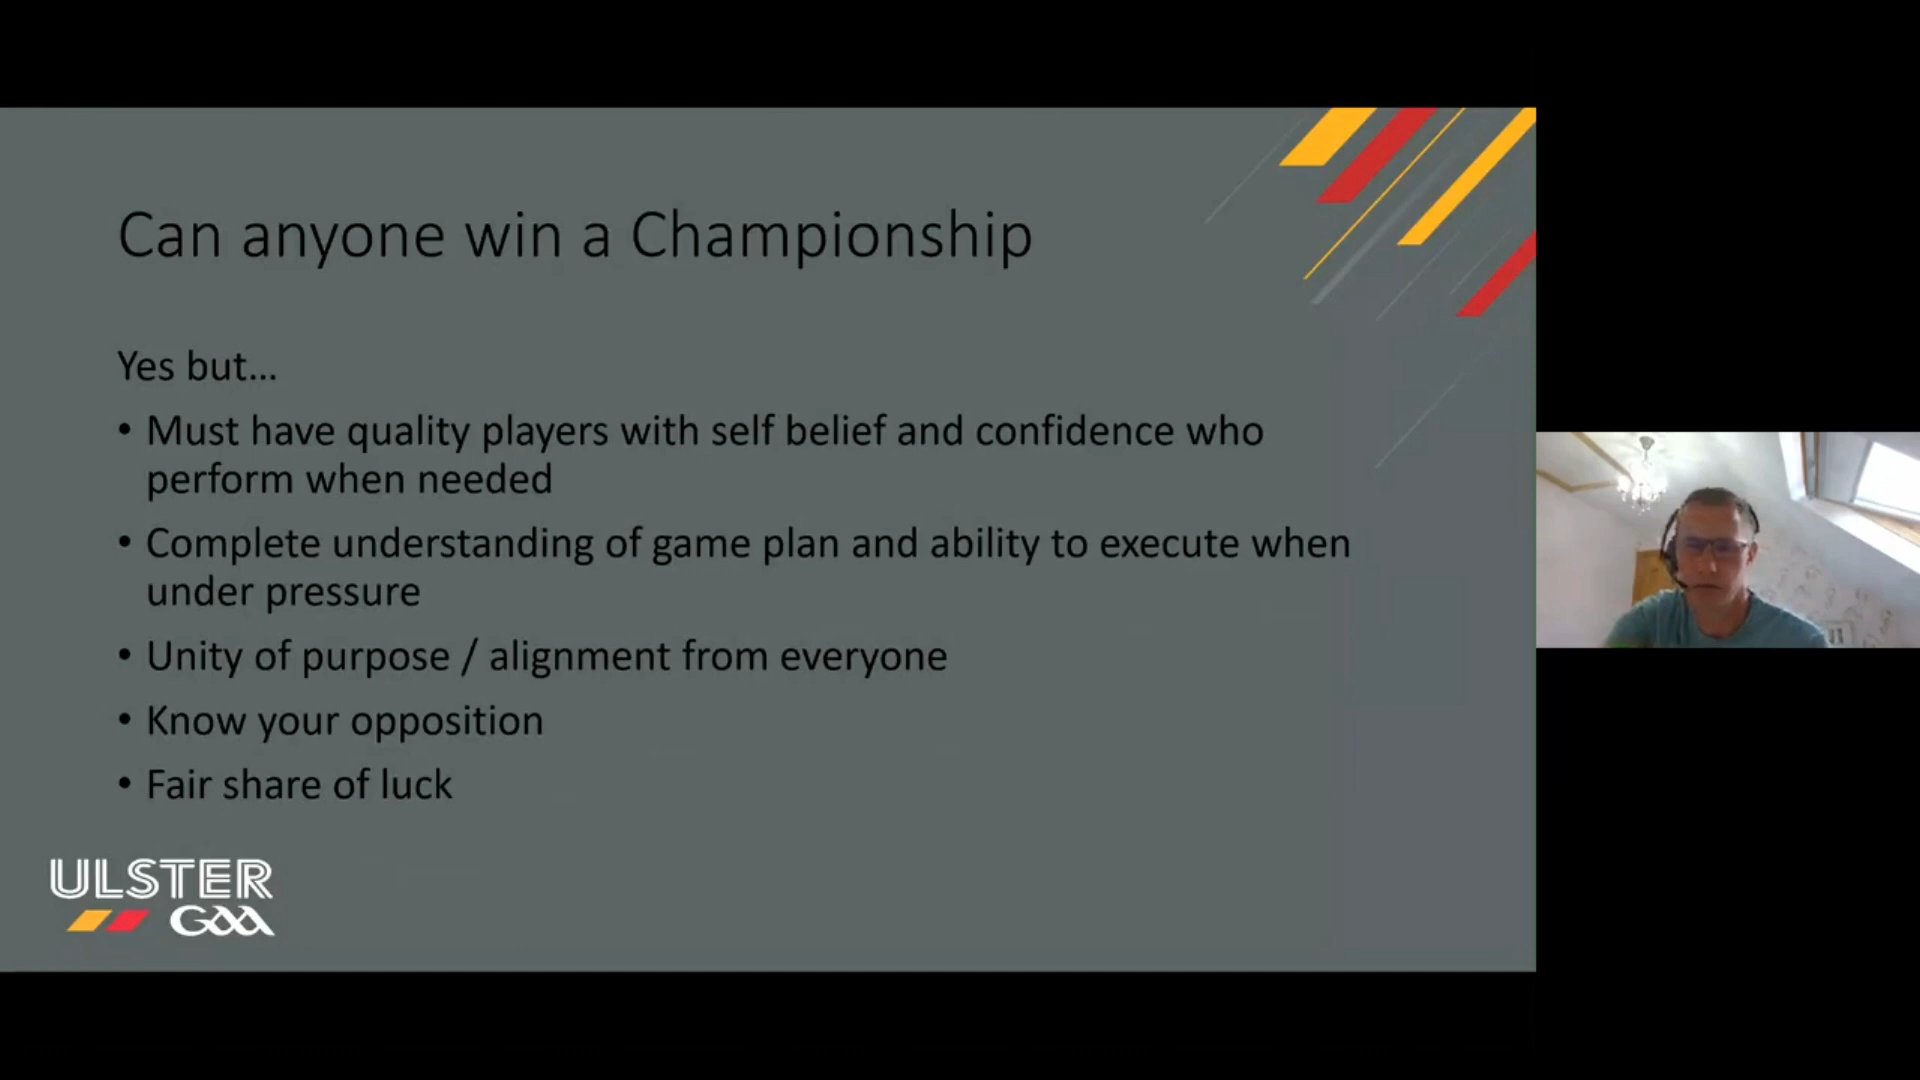 Can anyone win a Championship
Yes but...
• Must have quality players with self belief and confidence who
perform when needed
• Complete understanding of game plan and ability to execute when
under pressure
• Unity of purpose / alignment from everyone
• Know your opposition
• Fair share of luck
ULSTER
GAA